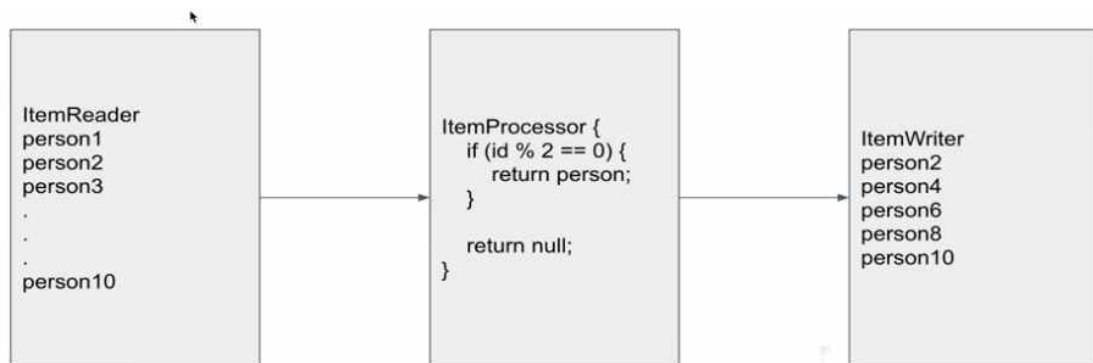 ItemReader
person1
person2
person3
.
.
.
person10
ItemProcessor {
if (id % 2 == 0) {
return person;
}
return null;
}
ItemWriter
person2
person4
person6
person8
person10